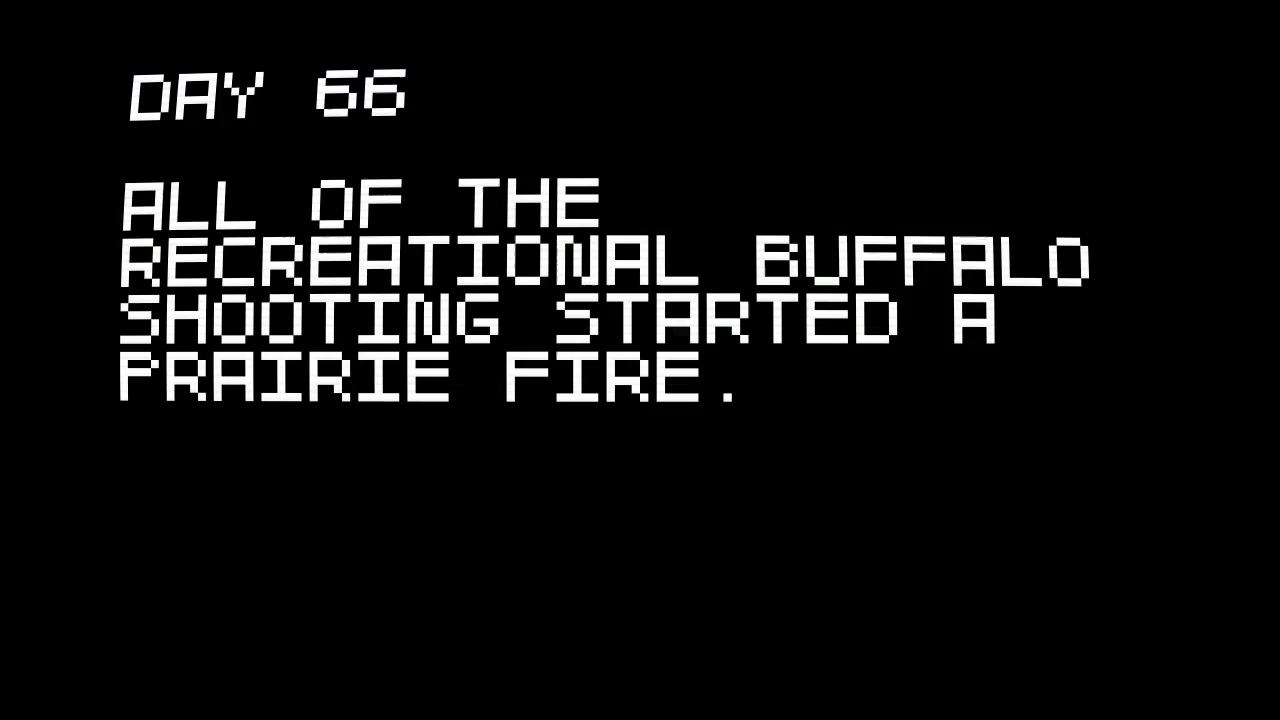 DAY 66
ALL OF THE
RECREATIONAL BUFFALO
SHOOTING STARTED A
PRAIRIE FIRE.